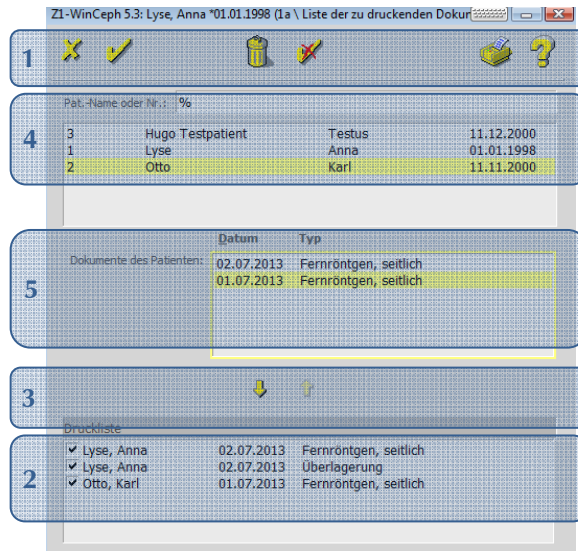 Z1-WinCeph 5.3: Lyse, Anna *01.01.1998 (1a \ Liste der zu druckenden Dokur
1
4
Pat.-Name oder Nr.: %
3 Hugo Testpatient Testus 11.12.2000
1 Lyse Anna 01.01.1998
2 Otto Karl 11.11.2000
5
Datum Typ
Dokumente des Patienten: 02.07.2013 Fernröntgen, seitlich
01.07.2013 Fernröntgen, seitlich
3
Druckliste
2
Lyse, Anna 02.07.2013 Fernröntgen, seitlich
Lyse, Anna 02.07.2013 Überlagerung
Otto, Karl 01.07.2013 Fernröntgen, seitlich